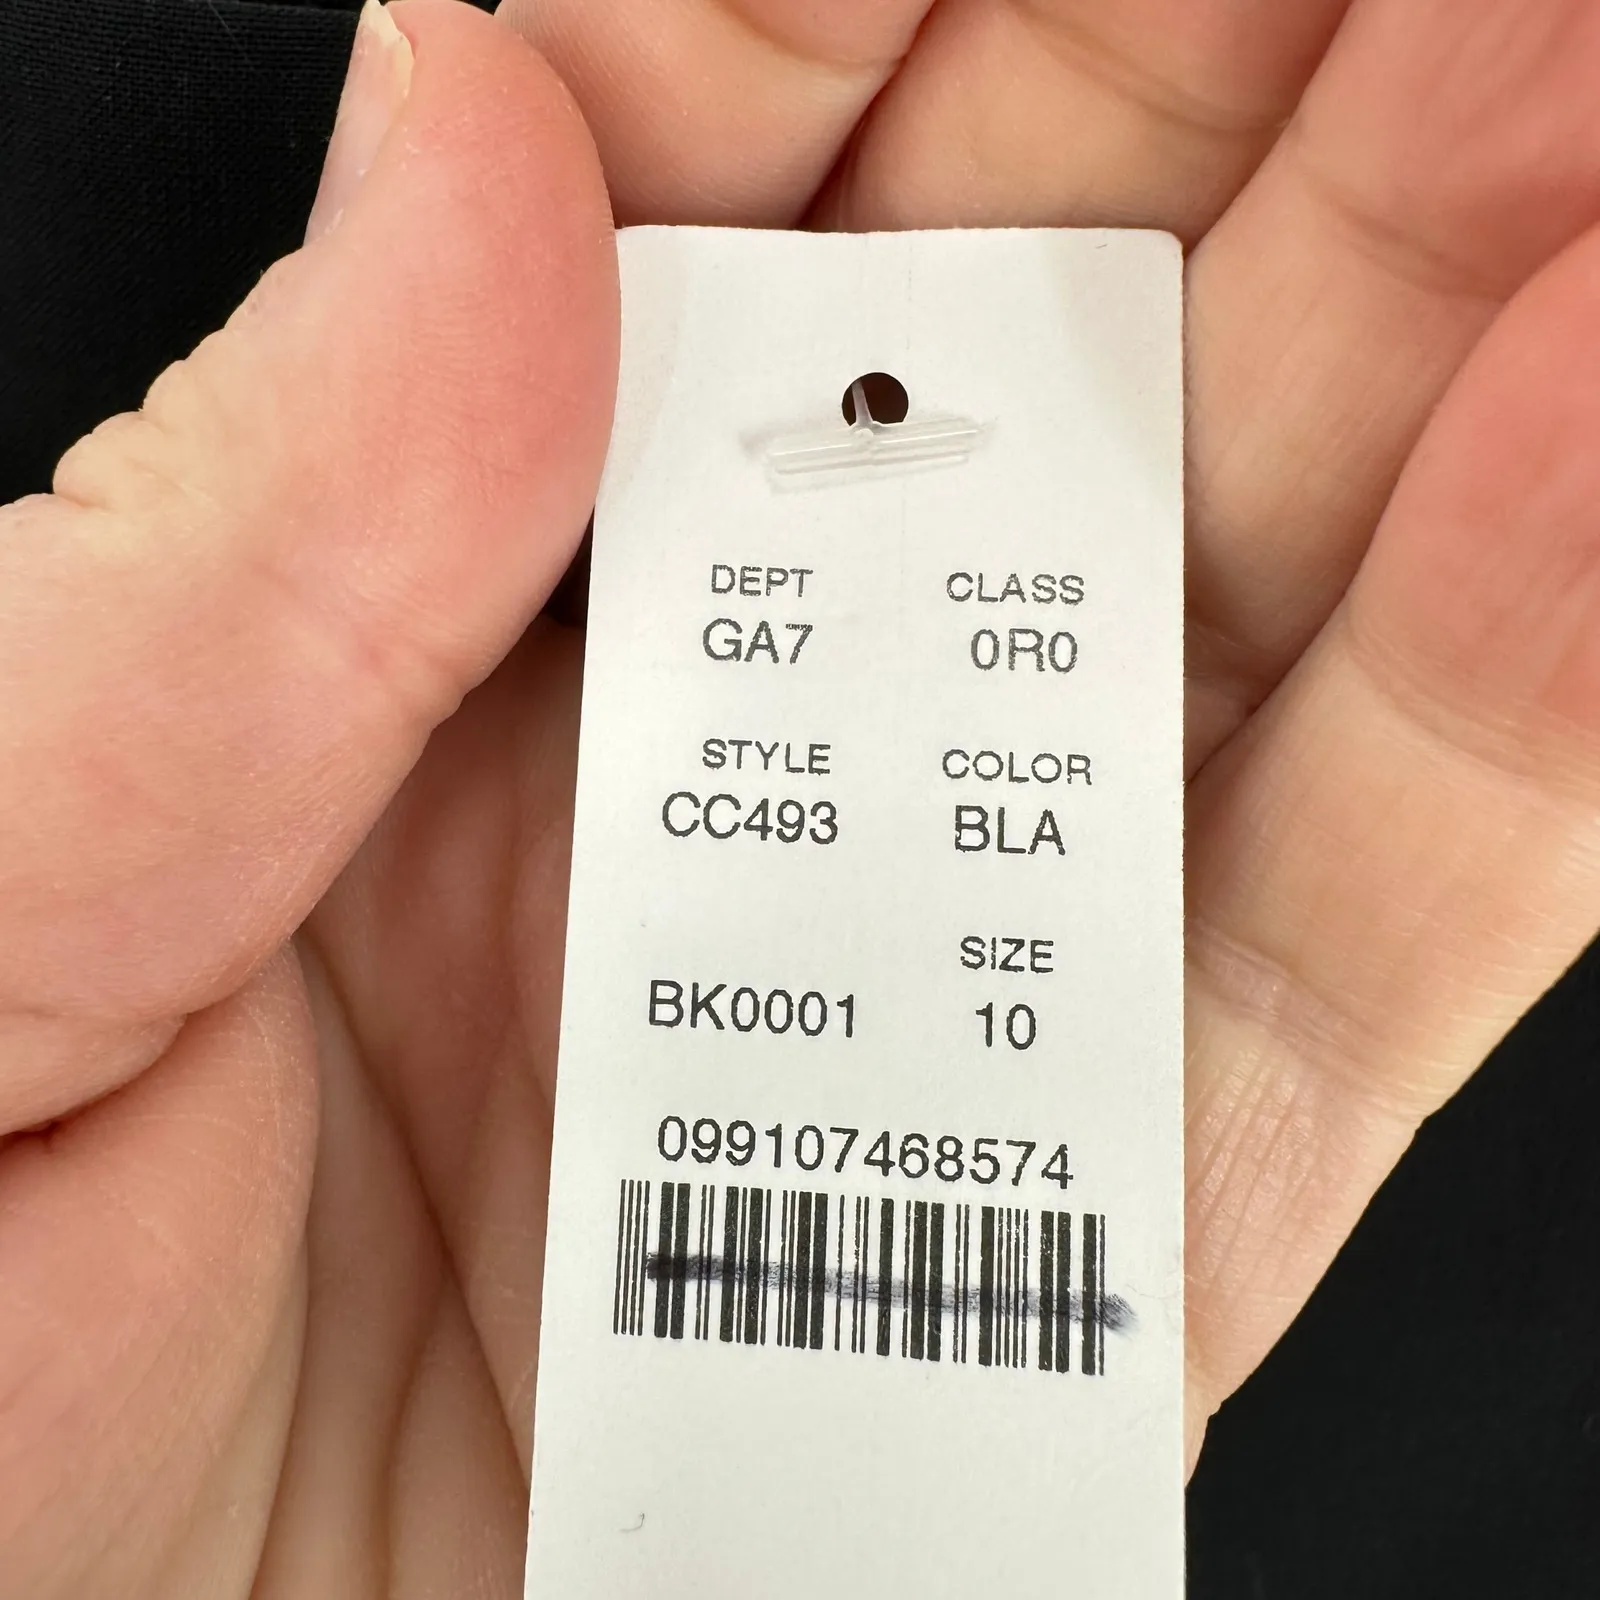 DEPT CLASS
GA7 0R0
STYLE COLOR
CC493 BLA
SIZE
BK0001 10
099107468574